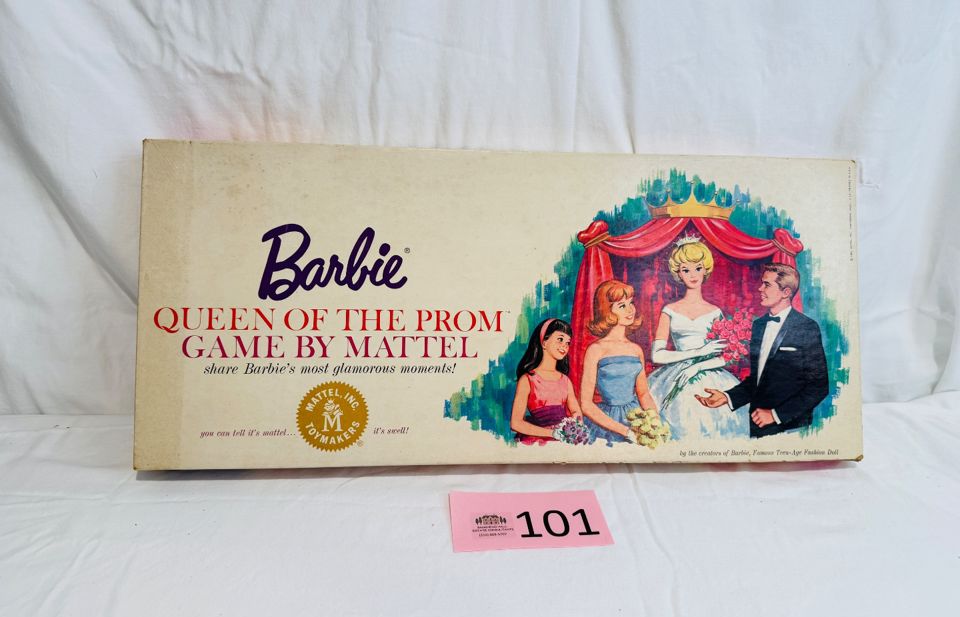 Barbie®
QUEEN OF THE PROM™
GAME BY MATTEL
share Barbie's most glamorous moments!
MATTEL, INC.
M
TOYMAKERS
®
you can tell it's mattel... it's swell!
by the creators of Barbie, Famous Teen-Age Fashion Doll
101